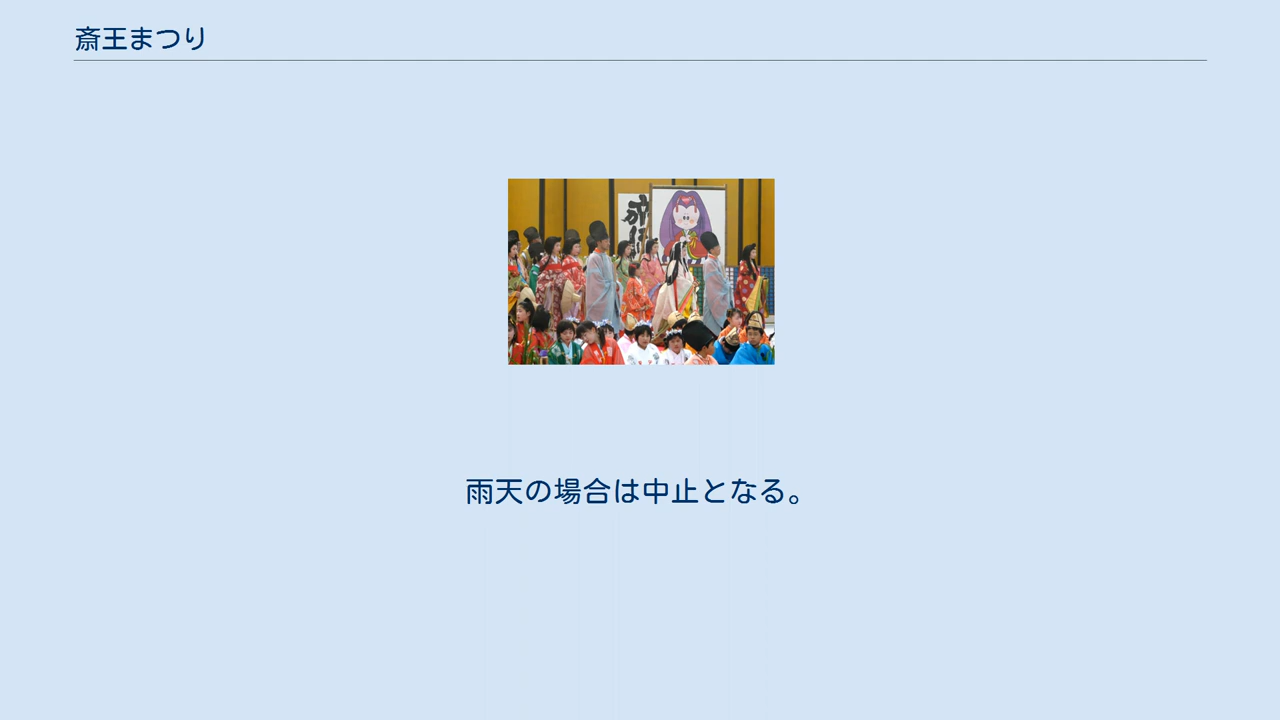 斎王まつり
雨天の場合は中止となる。